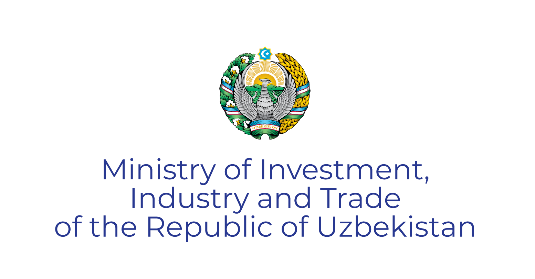 Ministry of Investment,
Industry and Trade
of the Republic of Uzbekistan